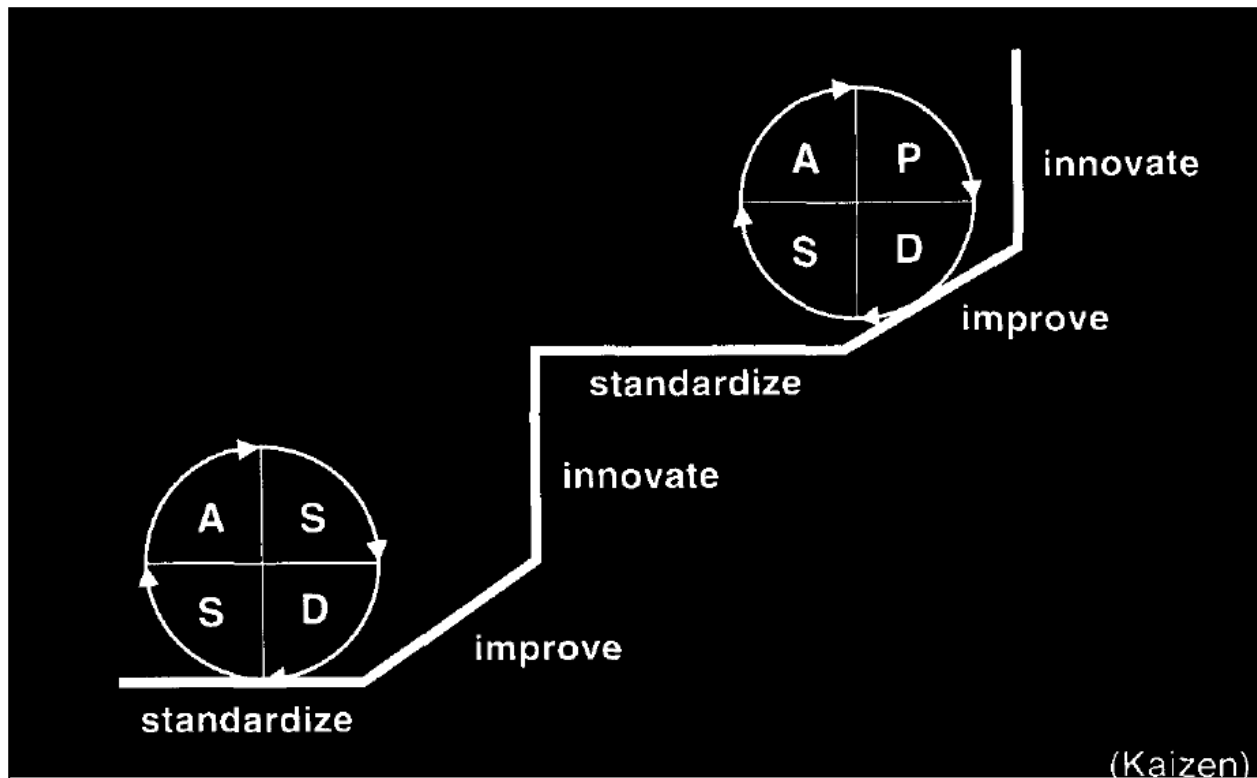 A P
S D
innovate
improve
standardize
innovate
A S
S D
improve
standardize
(Kaizen)